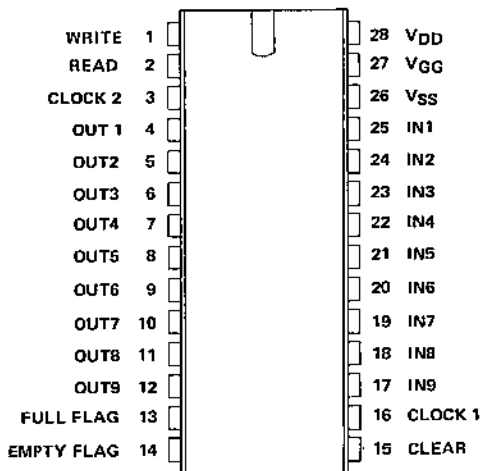 WRITE 1 28 VDD
READ 2 27 VGG
CLOCK 2 3 26 VSS
OUT 1 4 25 IN1
OUT2 5 24 IN2
OUT3 6 23 IN3
OUT4 7 22 IN4
OUT5 8 21 IN5
OUT6 9 20 IN6
OUT7 10 19 IN7
OUT8 11 18 IN8
OUT9 12 17 IN9
FULL FLAG 13 16 CLOCK 1
EMPTY FLAG 14 15 CLEAR